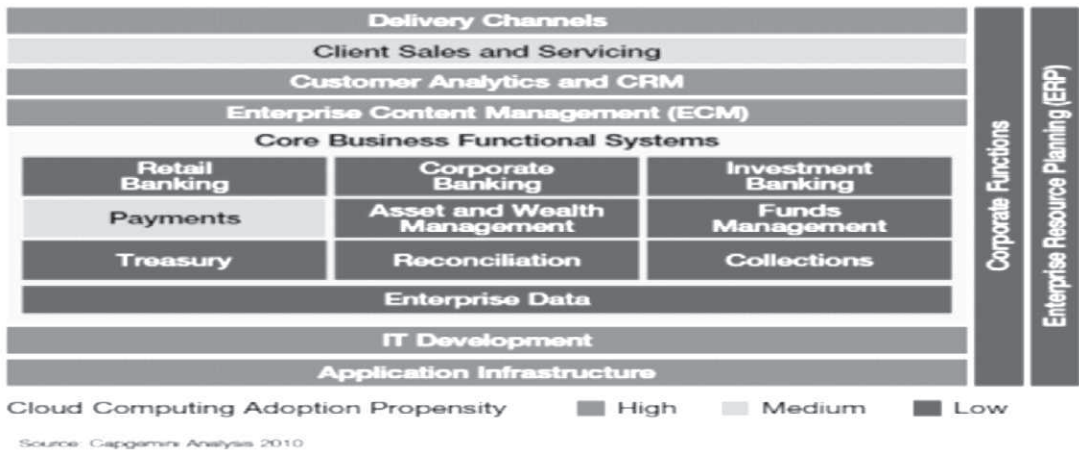 Delivery Channels
Client Sales and Servicing
Customer Analytics and CRM
Enterprise Content Management (ECM)
Core Business Functional Systems
Retail
Banking
Corporate
Banking
Investment
Banking
Payments
Asset and Wealth
Management
Funds
Management
Treasury
Reconciliation
Collections
Enterprise Data
IT Development
Application Infrastructure
Corporate Functions
Enterprise Resource Planning (ERP)
Cloud Computing Adoption Propensity High Medium Low
Source: Capgemini Analysis 2010